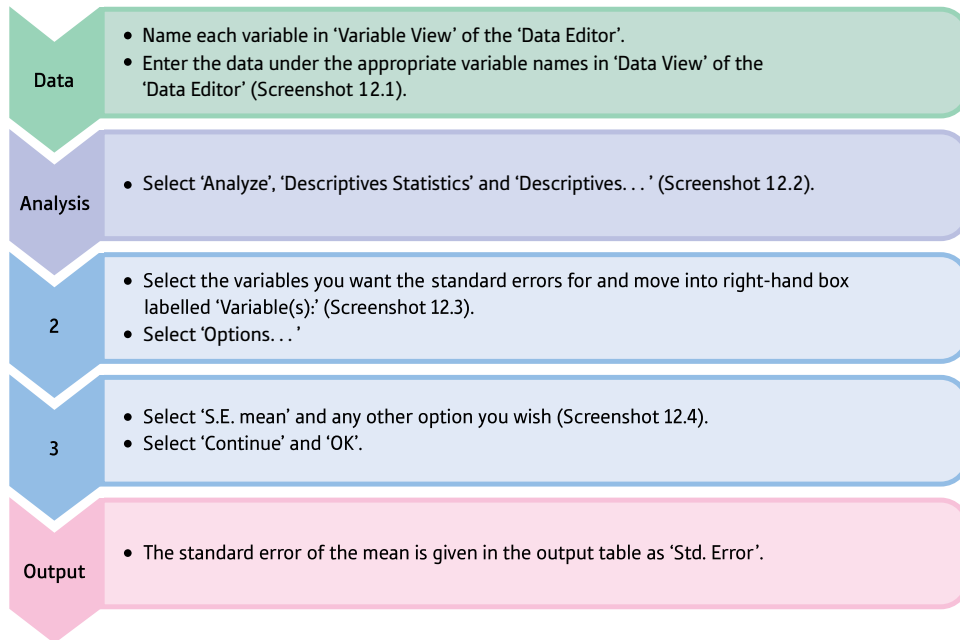 Data
• Name each variable in ‘Variable View’ of the ‘Data Editor’.
• Enter the data under the appropriate variable names in ‘Data View’ of the
‘Data Editor’ (Screenshot 12.1).
Analysis
• Select ‘Analyze’, ‘Descriptives Statistics’ and ‘Descriptives. . . ’ (Screenshot 12.2).
2
• Select the variables you want the standard errors for and move into right-hand box
labelled ‘Variable(s):’ (Screenshot 12.3).
• Select ‘Options. . . ’
3
• Select ‘S.E. mean’ and any other option you wish (Screenshot 12.4).
• Select ‘Continue’ and ‘OK’.
Output
• The standard error of the mean is given in the output table as ‘Std. Error’.